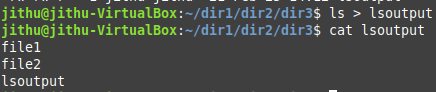 jithu@jithu-VirtualBox:~/dir1/dir2/dir3$ ls > lsoutput
jithu@jithu-VirtualBox:~/dir1/dir2/dir3$ cat lsoutput
file1
file2
lsoutput